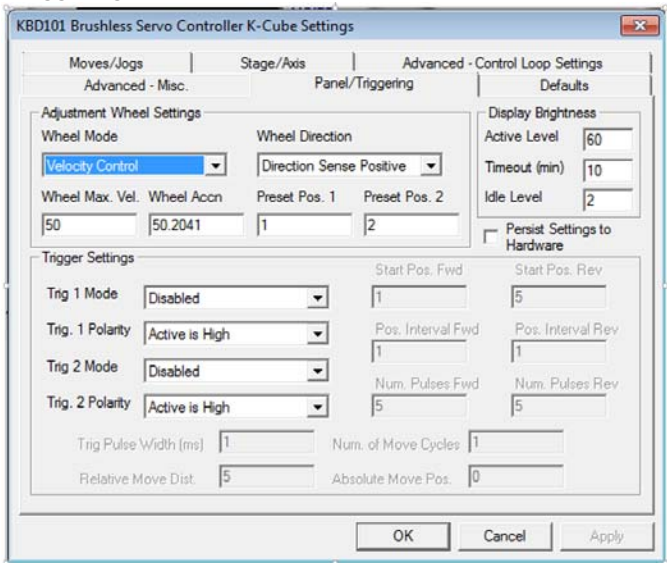 KBD101 Brushless Servo Controller K-Cube Settings
Moves/Jogs Stage/Axis Advanced - Control Loop Settings
Advanced - Misc. Panel/Triggering Defaults
Adjustment Wheel Settings Display Brightness
Wheel Mode Wheel Direction Active Level 60
Velocity Control Direction Sense Positive Timeout (min) 10
Wheel Max. Vel. Wheel Accn Preset Pos. 1 Preset Pos. 2 Idle Level 2
50 50.2041 1 2
Persist Settings to
Hardware
Trigger Settings
Start Pos. Fwd Start Pos. Rev
Trig 1 Mode Disabled 1 5
Trig. 1 Polarity Active is High Pos. Interval Fwd Pos. Interval Rev
1 1
Trig 2 Mode Disabled
Num. Pulses Fwd Num. Pulses Rev
Trig. 2 Polarity Active is High 5 5
Trig Pulse Width (ms) 1 Num. of Move Cycles 1
Relative Move Dist. 5 Absolute Move Pos. 0
OK Cancel Apply